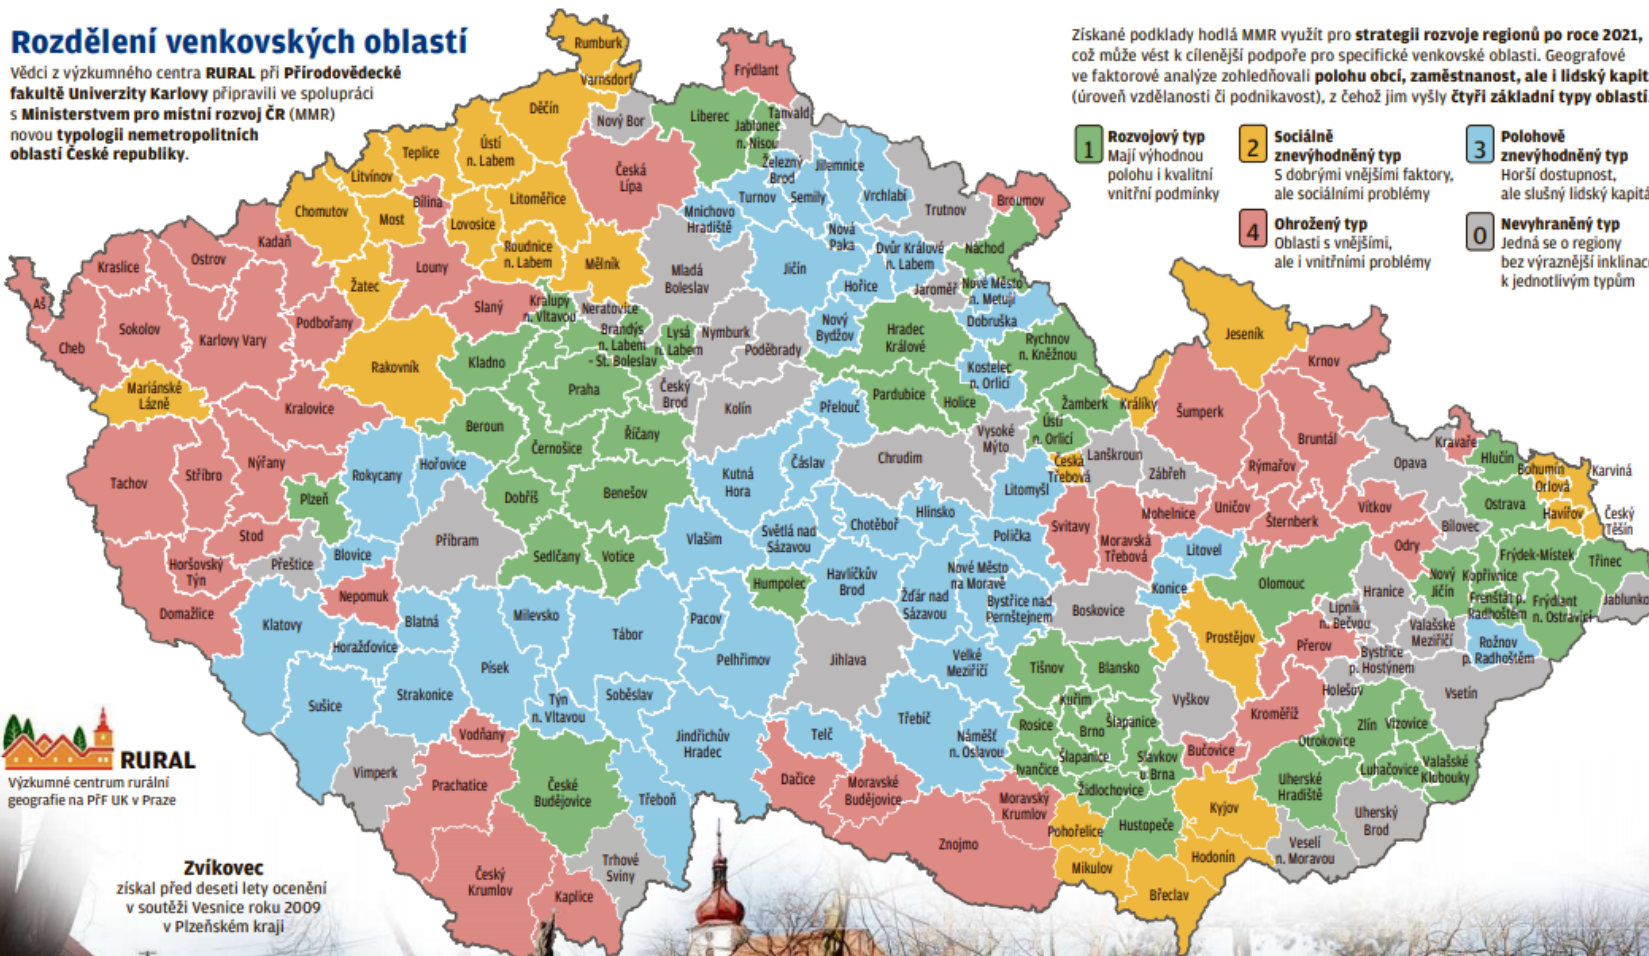 Rozdělení venkovských oblastí
Vědci z výzkumného centra RURAL při Přírodovědecké
fakultě Univerzity Karlovy připravili ve spolupráci
s Ministerstvem pro místní rozvoj ČR (MMR)
novou typologii nemetropolitních
oblastí České republiky.
Získané podklady hodlá MMR využít pro strategii rozvoje regionů po roce 2021,
což může vést k cílenější podpoře pro specifické venkovské oblasti. Geografové
ve faktorové analýze zohledňovali polohu obcí, zaměstnanost, ale i lidský kapit
(úroveň vzdělanosti či podnikavost), z čehož jim vyšly čtyři základní typy oblastí.
1 Rozvojový typ
Mají výhodnou
polohu i kvalitní
vnitřní podmínky
2 Sociálně
znevýhodněný typ
S dobrými vnějšími faktory,
ale sociálními problémy
3 Polohově
znevýhodněný typ
Horší dostupnost,
ale slušný lidský kapitá
4 Ohrožený typ
Oblasti s vnějšími,
ale i vnitřními problémy
0 Nevyhraněný typ
Jedná se o regiony
bez výraznější inklinac
k jednotlivým typům
Rumburk
Varnsdorf
Frýdlant
Děčín
Nový Bor
Liberec
Jablonec
n. Nisou
Tanvald
Teplice
Ústí
n. Labem
Litvínov
Česká
Lípa
Železný
Brod
Jilemnice
Bílina
Litoměřice
Turnov
Semily
Vrchlabí
Chomutov
Most
Lovosice
Mnichovo
Hradiště
Trutnov
Broumov
Kadaň
Roudnice
n. Labem
Nová
Paka
Dvůr Králové
n. Labem
Náchod
Kraslice
Ostrov
Louny
Mělník
Mladá
Boleslav
Jičín
Žatec
Hořice
Jaroměř
Nové Město
n. Metují
Aš
Slaný
Kralupy
n. Vltavou
Neratovice
Sokolov
Karlovy Vary
Podbořany
Brandýs
n. Labem
- St. Boleslav
Lysá
n. Labem
Nymburk
Poděbrady
Nový
Bydžov
Hradec
Králové
Dobruška
Rychnov
n. Kněžnou
Jeseník
Cheb
Rakovník
Kladno
Praha
Český
Brod
Kostelec
n. Orlicí
Krnov
Mariánské
Lázně
Kralovice
Kolín
Přelouč
Pardubice
Holice
Žamberk
Králíky
Šumperk
Beroun
Černošice
Říčany
Ústí
n. Orlicí
Vysoké
Mýto
Bruntál
Kravaře
Nýřany
Rokycany
Hořovice
Chrudim
Lanškroun
Česká
Třebová
Zábřeh
Rýmařov
Opava
Hlučín
Bohumín
Karviná
Orlová
Tachov
Stříbro
Plzeň
Dobříš
Benešov
Kutná
Hora
Čáslav
Litomyšl
Ostrava
Havířov
Český
Těšín
Stod
Příbram
Vlašim
Světlá nad
Sázavou
Chotěboř
Hlinsko
Polička
Svitavy
Moravská
Třebová
Mohelnice
Uničov
Šternberk
Vítkov
Bílovec
Horšovský
Týn
Přeštice
Blovice
Sedlčany
Votice
Litovel
Odry
Frýdek-Místek
Třinec
Domažlice
Nepomuk
Humpolec
Havlíčkův
Brod
Nové Město
na Moravě
Konice
Olomouc
Hranice
Nový
Jičín
Kopřivnice
Frenštát p.
Radhoštěm
Frýdlant
n. Ostravicí
Jablunko
Klatovy
Blatná
Milevsko
Tábor
Pacov
Žďár nad
Sázavou
Bystřice nad
Pernštejnem
Boskovice
Lipník
n. Bečvou
Horažďovice
Prostějov
Přerov
Valašské
Meziříčí
Rožnov
p. Radhoštěm
Sušice
Strakonice
Písek
Pelhřimov
Jihlava
Velké
Meziříčí
Tišnov
Blansko
Bystřice
p. Hostýnem
Týn
n. Vltavou
Soběslav
Vyškov
Holešov
Vsetín
Kuřim
Vodňany
Jindřichův
Hradec
Telč
Třebíč
Náměšť
n. Oslavou
Rosice
Brno
Šlapanice
Kroměříž
Zlín
Vizovice
Otrokovice
Šlapanice
Slavkov
u Brna
Bučovice
Ivančice
Luhačovice
Valašské
Klobouky
Vimperk
Prachatice
České
Budějovice
Třeboň
Dačice
Moravské
Budějovice
Židlochovice
Uherské
Hradiště
Moravský
Krumlov
Kyjov
Pohořelice
Hustopeče
Uherský
Brod
Znojmo
Veselí
n. Moravou
Hodonín
Trhové
Sviny
Mikulov
Český
Krumlov
Kaplice
Břeclav
RURAL
Výzkumné centrum rurální
geografie na PřF UK v Praze
Zvíkovec
získal před deseti lety ocenění
v soutěži Vesnice roku 2009
v Plzeňském kraji